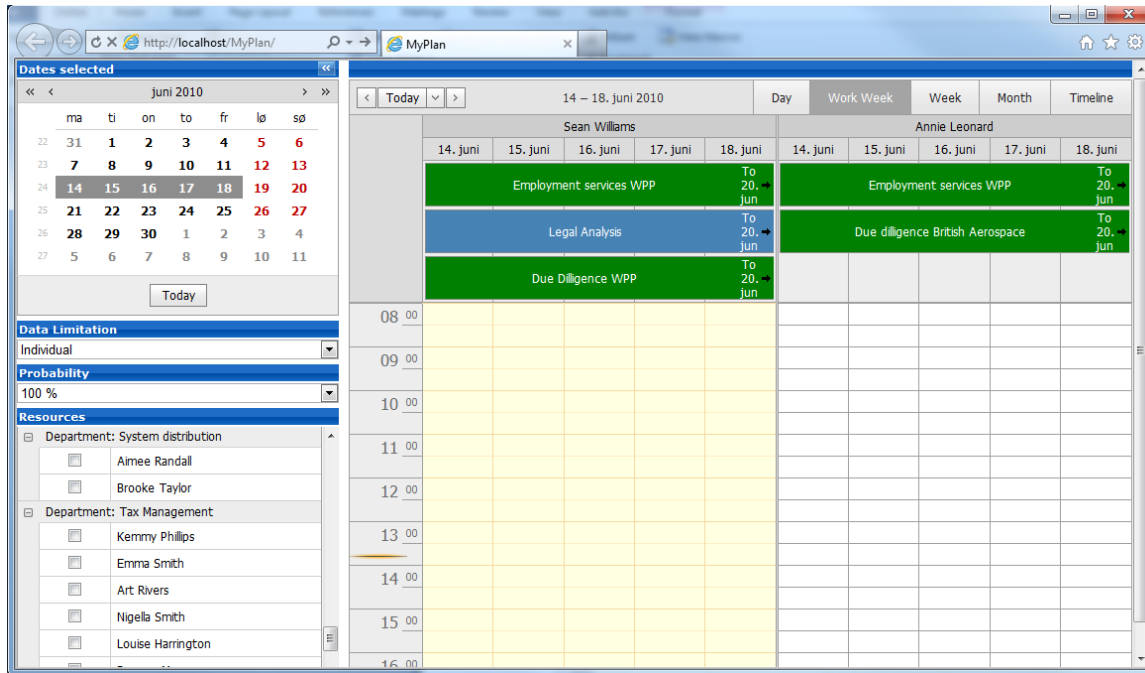 http://localhost/MyPlan/
MyPlan
Dates selected
juni 2010
ma ti on to fr lø sø
22 31 1 2 3 4 5 6
23 7 8 9 10 11 12 13
24 14 15 16 17 18 19 20
25 21 22 23 24 25 26 27
26 28 29 30 1 2 3 4
27 5 6 7 8 9 10 11
Today
Data Limitation
Individual
Probability
100 %
Resources
Department: System distribution
Aimee Randall
Brooke Taylor
Department: Tax Management
Kemmy Phillips
Emma Smith
Art Rivers
Nigella Smith
Louise Harrington
Today 14 – 18. juni 2010 Day Work Week Week Month Timeline
Sean Williams Annie Leonard
14. juni 15. juni 16. juni 17. juni 18. juni 14. juni 15. juni 16. juni 17. juni 18. juni
Employment services WPP To 20. jun Employment services WPP To 20. jun
Legal Analysis To 20. jun Due diligence British Aerospace To 20. jun
Due Diligence WPP To 20. jun
08 00
09 00
10 00
11 00
12 00
13 00
14 00
15 00
16 00